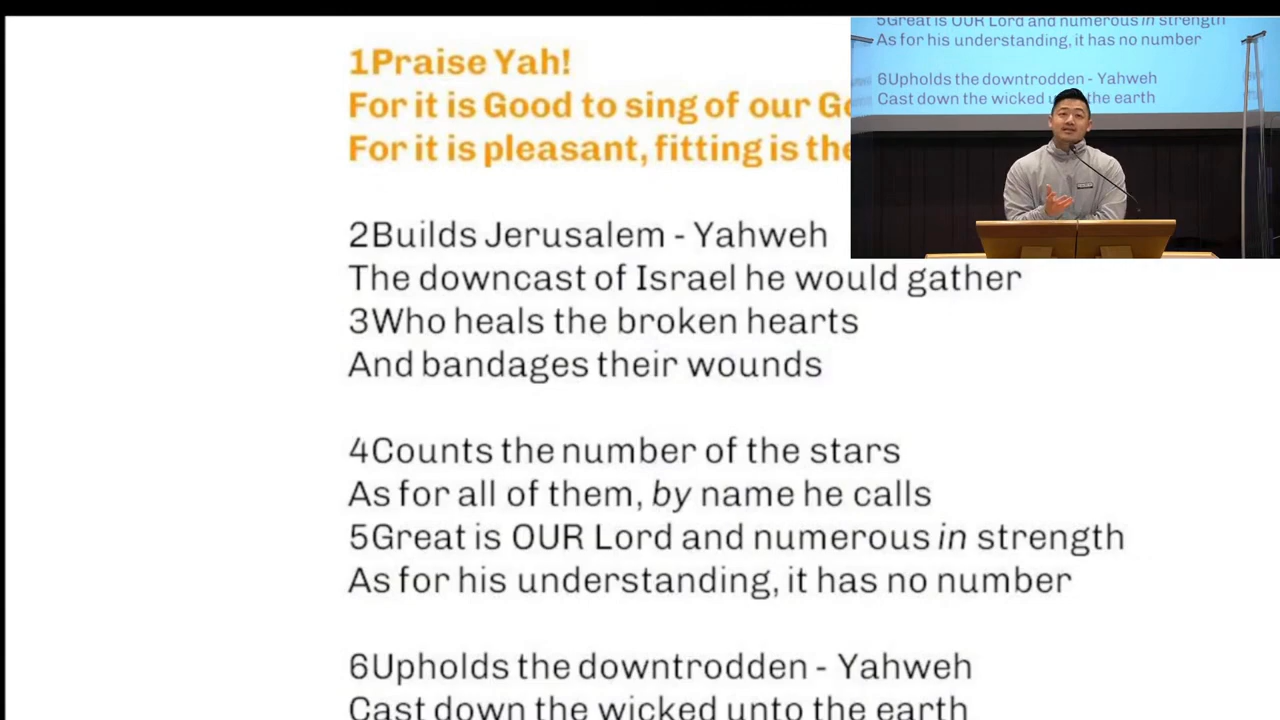 1Praise Yah!
For it is Good to sing of our
For it is pleasant, fitting is
2Builds Jerusalem - Yahweh
The downcast of Israel he would gather
3Who heals the broken hearts
And bandages their wounds
4Counts the number of the stars
As for all of them, by name he calls
5Great is OUR Lord and numerous in strength
As for his understanding, it has no number
6Upholds the downtrodden - Yahweh
Cast down the wicked unto the earth
5Great is OUR Lord and numerous in strength
As for his understanding, it has no number
6Upholds the downtrodden - Yahweh
Cast down the wicked the earth